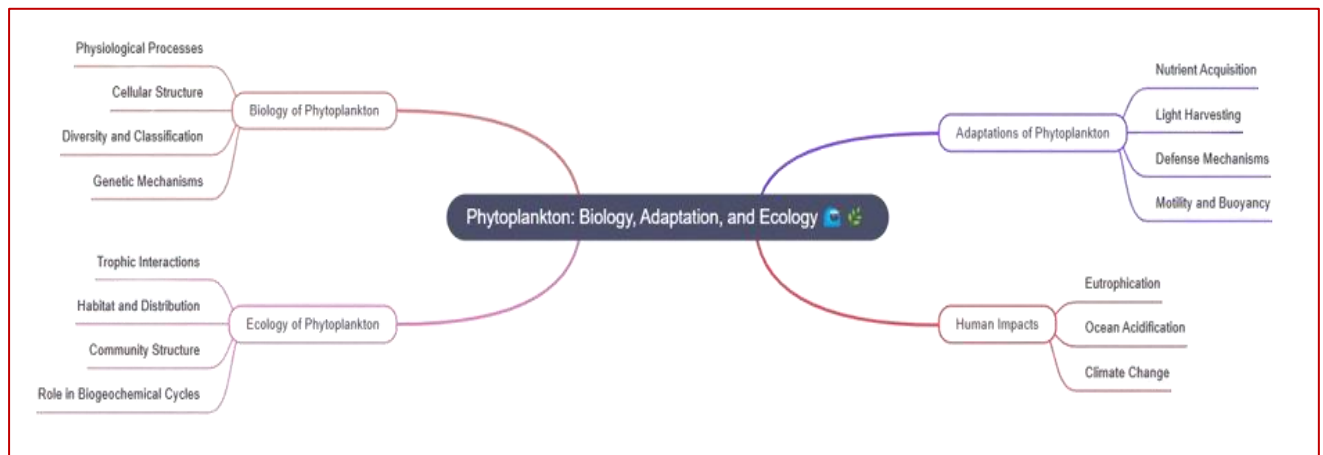 Physiological Processes
Cellular Structure
Diversity and Classification
Genetic Mechanisms
Biology of Phytoplankton
Trophic Interactions
Habitat and Distribution
Community Structure
Role in Biogeochemical Cycles
Ecology of Phytoplankton
Phytoplankton: Biology, Adaptation, and Ecology 🌊 🌿
Adaptations of Phytoplankton
Nutrient Acquisition
Light Harvesting
Defense Mechanisms
Motility and Buoyancy
Human Impacts
Eutrophication
Ocean Acidification
Climate Change